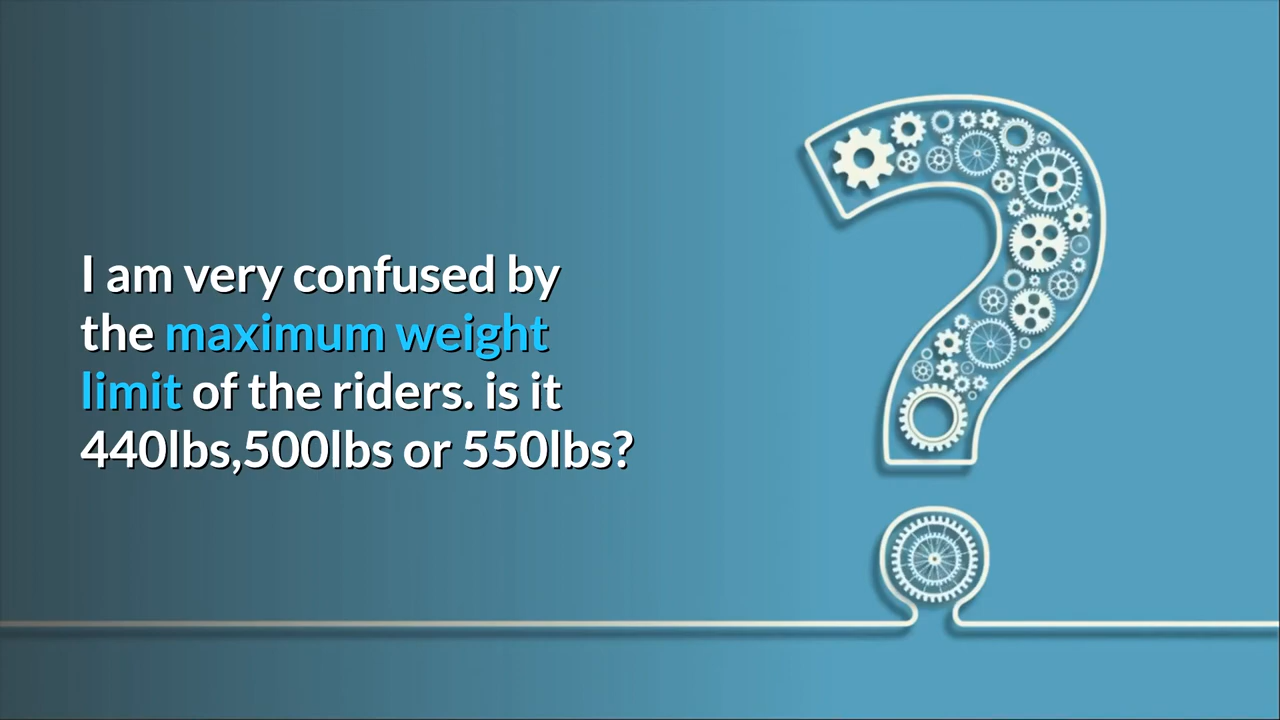 I am very confused by
the maximum weight
limit of the riders. is it
440lbs,500lbs or 550lbs?